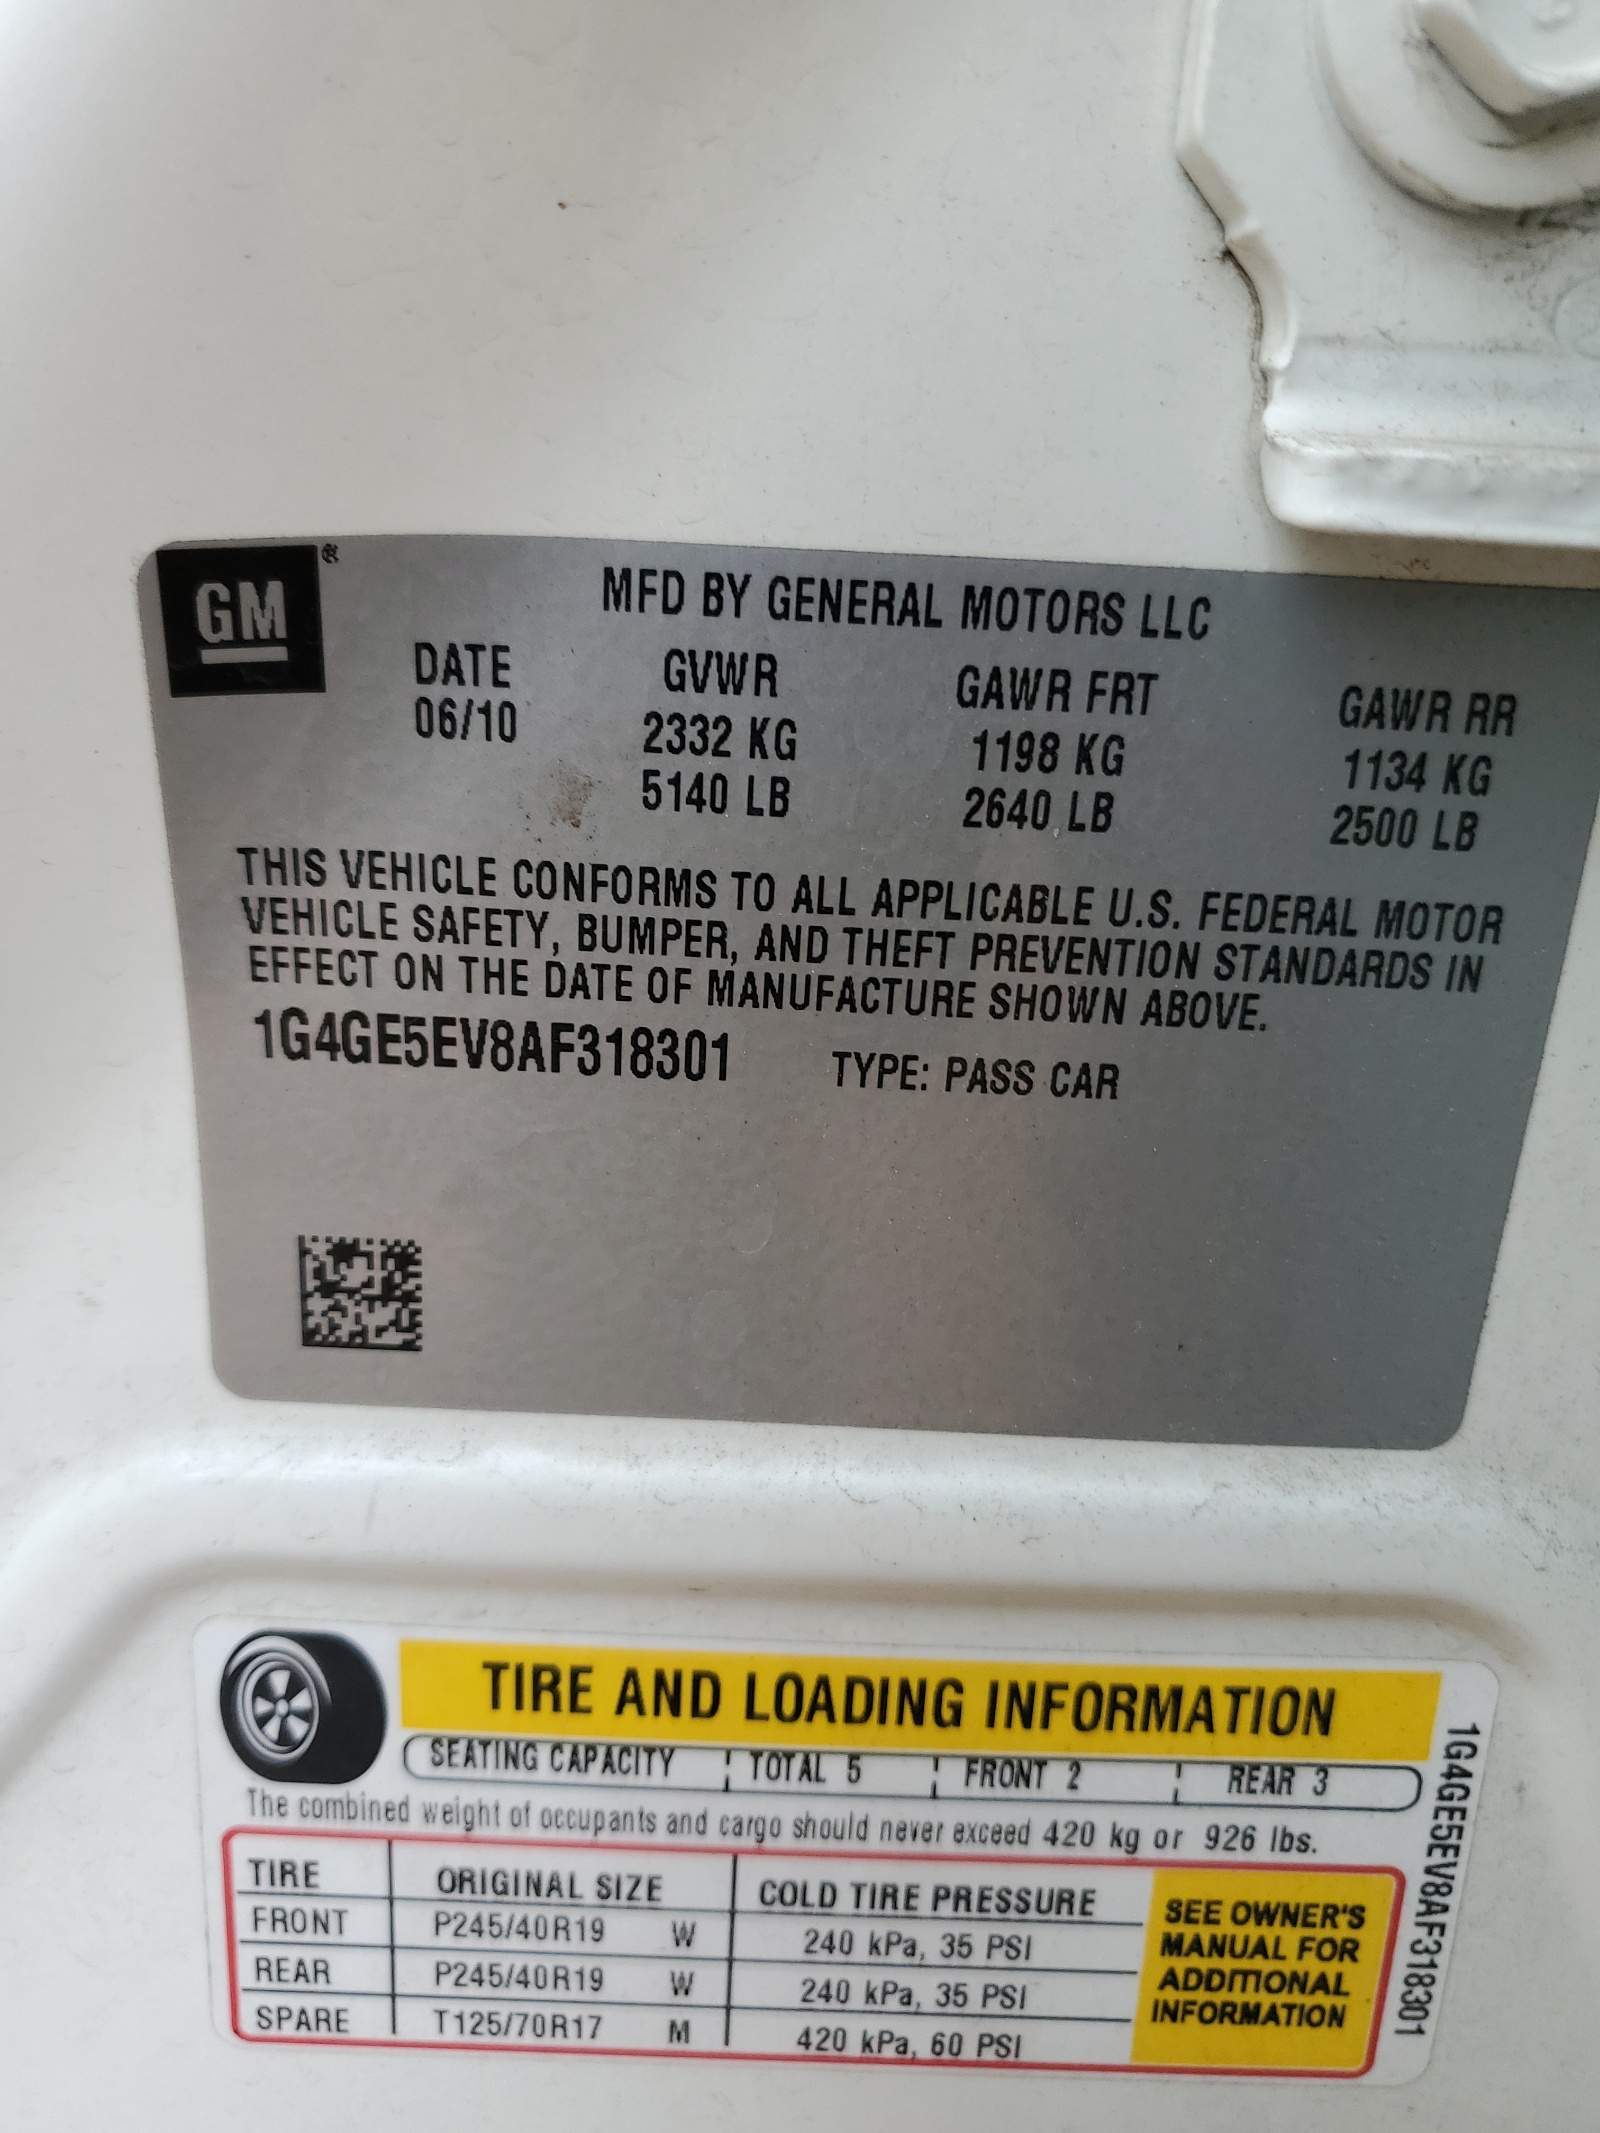 GM ®
MFD BY GENERAL MOTORS LLC
DATE GVWR GAWR FRT GAWR RR
06/10 2332 KG 1198 KG 1134 KG
5140 LB 2640 LB 2500 LB
THIS VEHICLE CONFORMS TO ALL APPLICABLE U.S. FEDERAL MOTOR
VEHICLE SAFETY, BUMPER, AND THEFT PREVENTION STANDARDS IN
EFFECT ON THE DATE OF MANUFACTURE SHOWN ABOVE.
1G4GE5EV8AF318301 TYPE: PASS CAR
TIRE AND LOADING INFORMATION
SEATING CAPACITY TOTAL 5 FRONT 2 REAR 3
The combined weight of occupants and cargo should never exceed 420 kg or 926 lbs.
TIRE ORIGINAL SIZE COLD TIRE PRESSURE
FRONT P245/40R19 W 240 kPa, 35 PSI
REAR P245/40R19 W 240 kPa, 35 PSI
SPARE T125/70R17 M 420 kPa, 60 PSI
SEE OWNER'S
MANUAL FOR
ADDITIONAL
INFORMATION
1G4GE5EV8AF318301